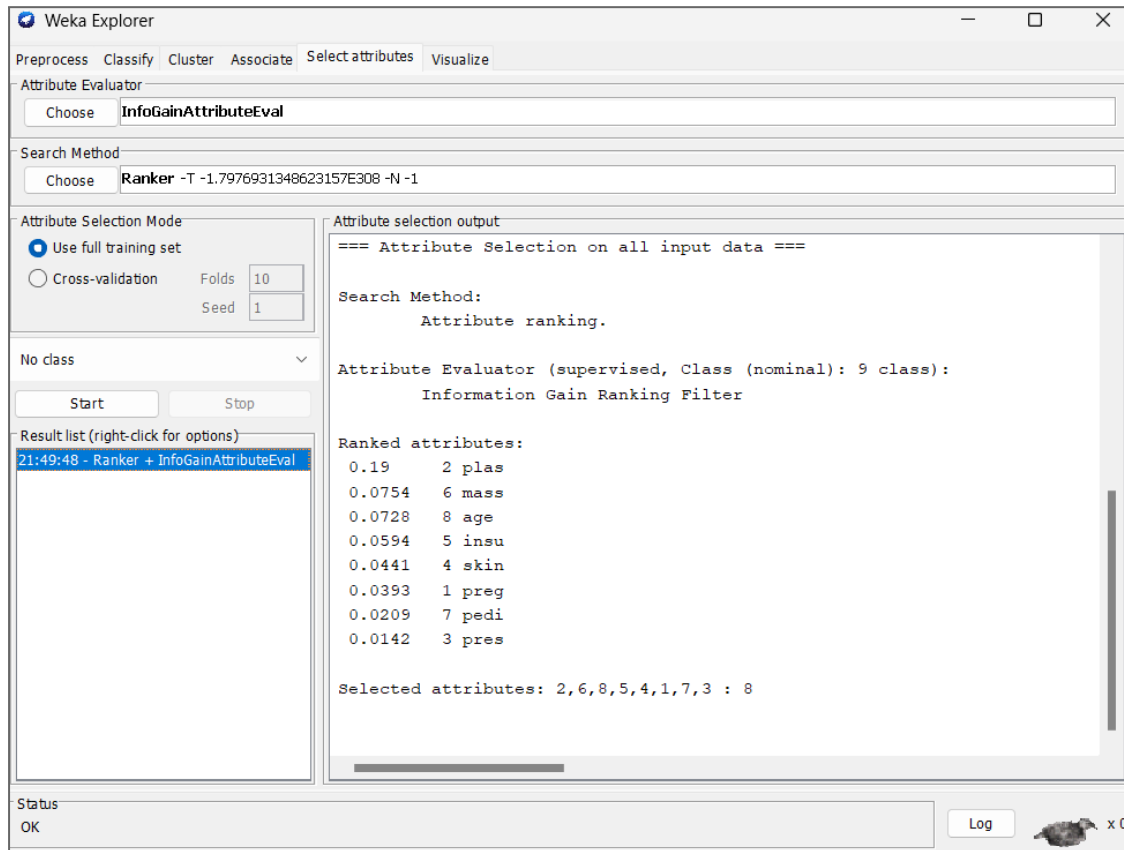 Weka Explorer
Preprocess Classify Cluster Associate Select attributes Visualize
Attribute Evaluator
Choose InfoGainAttributeEval
Search Method
Choose Ranker -T -1.7976931348623157E308 -N -1
Attribute Selection Mode
Use full training set
Cross-validation Folds 10
Seed 1
No class
Start Stop
Result list (right-click for options)
21:49:48 - Ranker + InfoGainAttributeEval
Attribute selection output
=== Attribute Selection on all input data ===
Search Method:
Attribute ranking.
Attribute Evaluator (supervised, Class (nominal): 9 class):
Information Gain Ranking Filter
Ranked attributes:
0.19 2 plas
0.0754 6 mass
0.0728 8 age
0.0594 5 insu
0.0441 4 skin
0.0393 1 preg
0.0209 7 pedi
0.0142 3 pres
Selected attributes: 2,6,8,5,4,1,7,3 : 8
Status
OK
Log
x 0